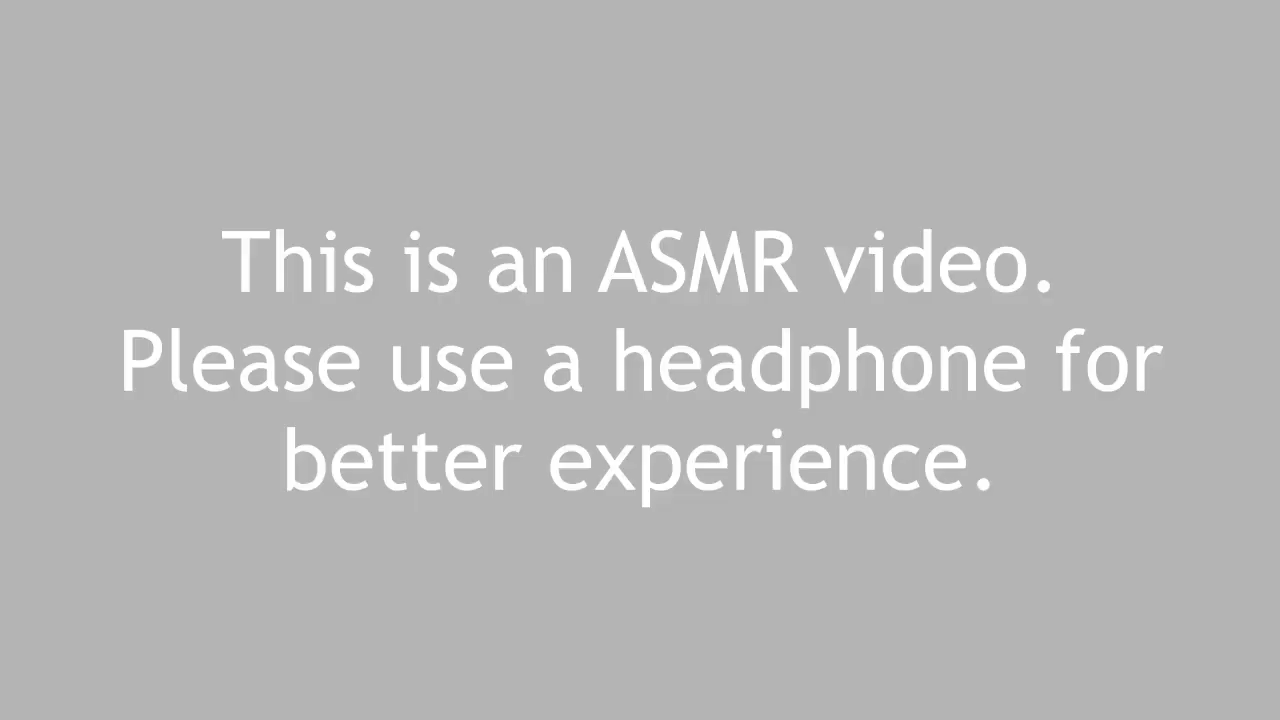 This is an ASMR video.
Please use a headphone for
better experience.